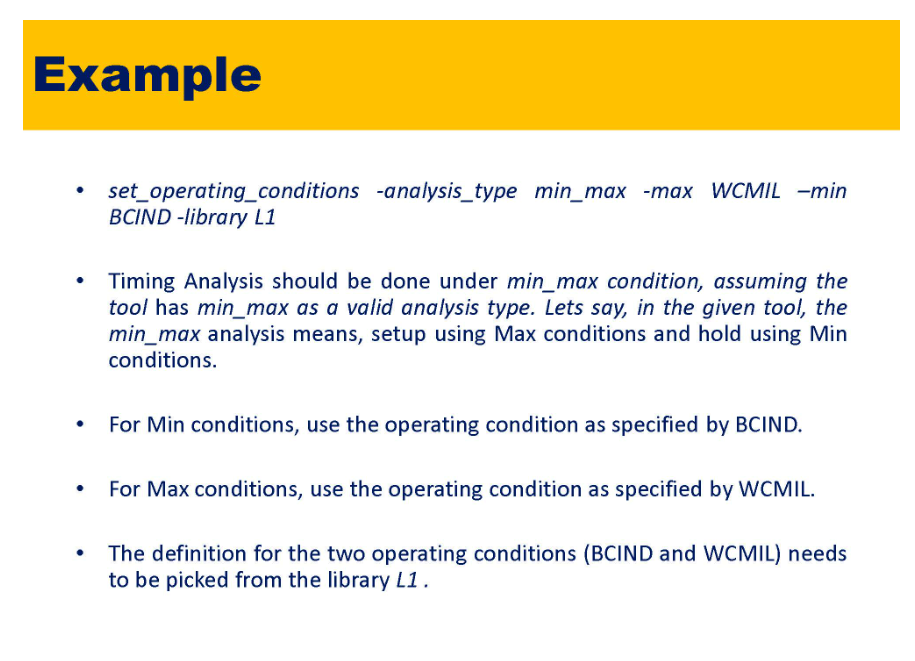 Example
• set_operating_conditions -analysis_type min_max -max WCMIL –min
BCIND -library L1
• Timing Analysis should be done under min_max condition, assuming the
tool has min_max as a valid analysis type. Lets say, in the given tool, the
min_max analysis means, setup using Max conditions and hold using Min
conditions.
• For Min conditions, use the operating condition as specified by BCIND.
• For Max conditions, use the operating condition as specified by WCMIL.
• The definition for the two operating conditions (BCIND and WCMIL) needs
to be picked from the library L1 .